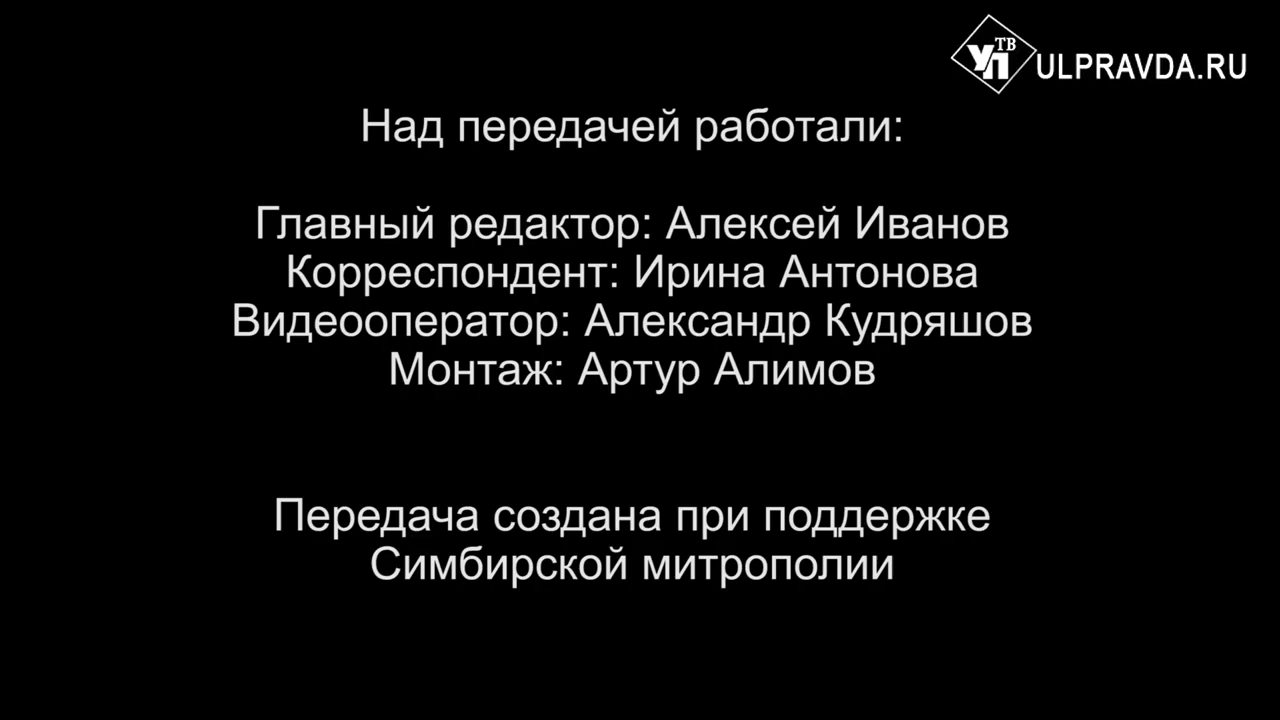 УП ТВ
ULPRAVDA.RU
Над передачей работали:
Главный редактор: Алексей Иванов
Корреспондент: Ирина Антонова
Видеооператор: Александр Кудряшов
Монтаж: Артур Алимов
Передача создана при поддержке
Симбирской митрополии